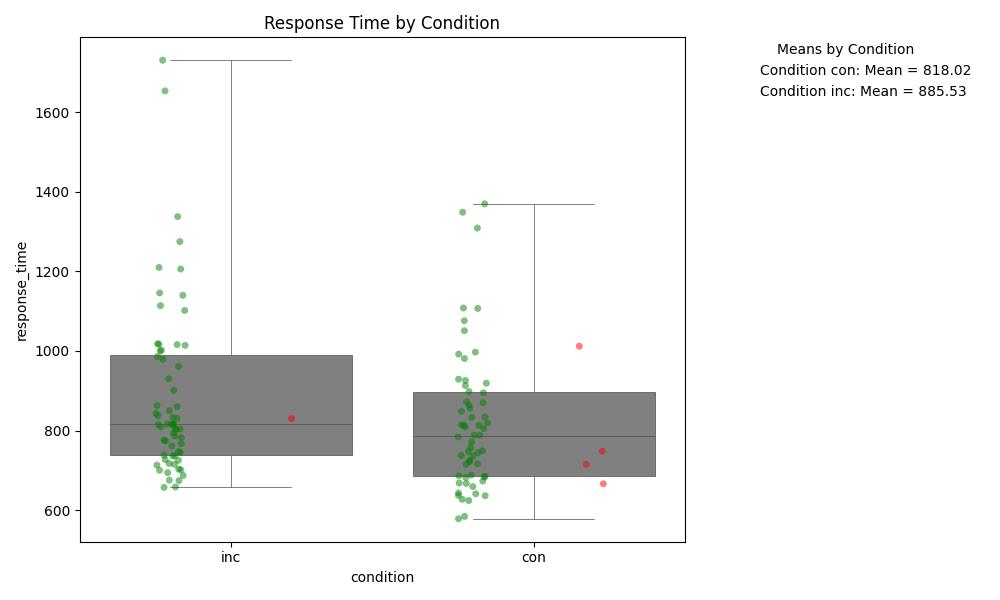 Response Time by Condition
Means by Condition
Condition con: Mean = 818.02
Condition inc: Mean = 885.53
response_time
1600
1400
1200
1000
800
600
inc
con
condition